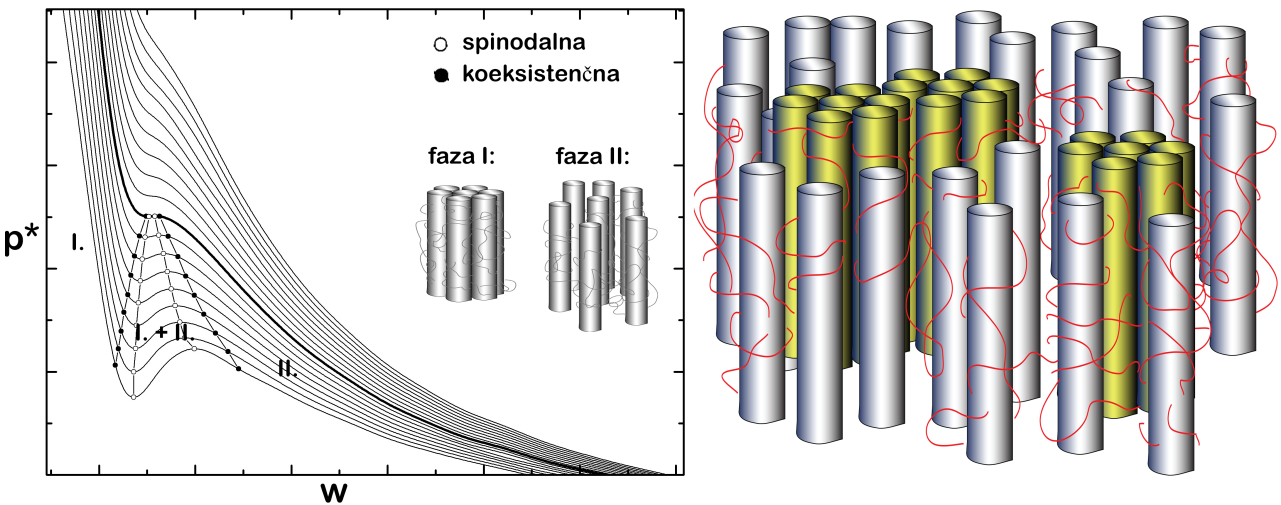 spinodalna
koeksistenčna
faza I:
faza II:
p*
I.
I. + II.
II.
w